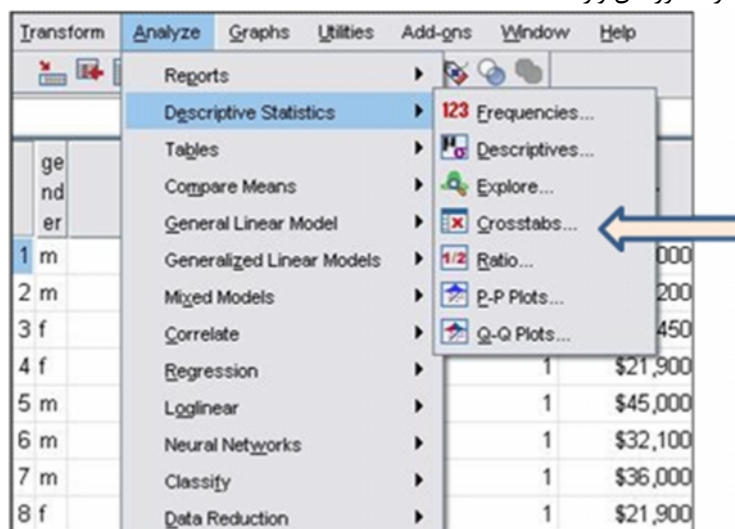 Transform Analyze Graphs Utilities Add-ons Window Help
Reports
Descriptive Statistics
Tables
Compare Means
General Linear Model
Generalized Linear Models
Mixed Models
Correlate
Regression
Loglinear
Neural Networks
Classify
Data Reduction
123 Frequencies...
Descriptives...
Explore...
Crosstabs...
1/2 Ratio...
P-P Plots...
Q-Q Plots...
ge
nd
er
1 m 000
2 m 200
3 f 450
4 f 1 $21,900
5 m 1 $45,000
6 m 1 $32,100
7 m 1 $36,000
8 f 1 $21,900